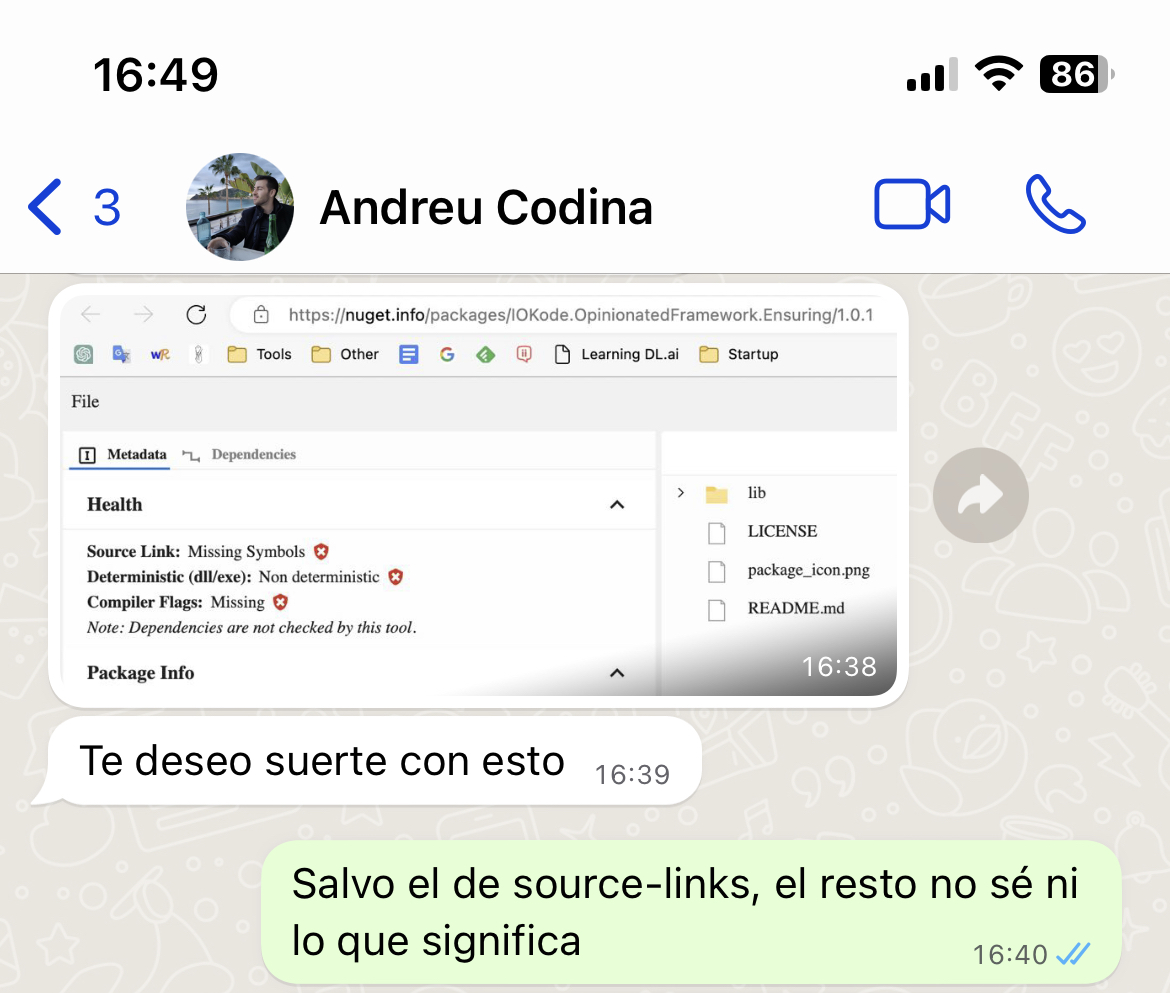 16:49
86
3
Andreu Codina
https://nuget.info/packages/IOKode.OpinionatedFramework.Ensuring/1.0.1
Tools
Other
Learning DL.ai
Startup
File
Metadata
Dependencies
Health
Source Link: Missing Symbols
Deterministic (dll/exe): Non deterministic
Compiler Flags: Missing
Note: Dependencies are not checked by this tool.
Package Info
lib
LICENSE
package_icon.png
README.md
16:38
Te deseo suerte con esto
16:39
Salvo el de source-links, el resto no sé ni
lo que significa
16:40